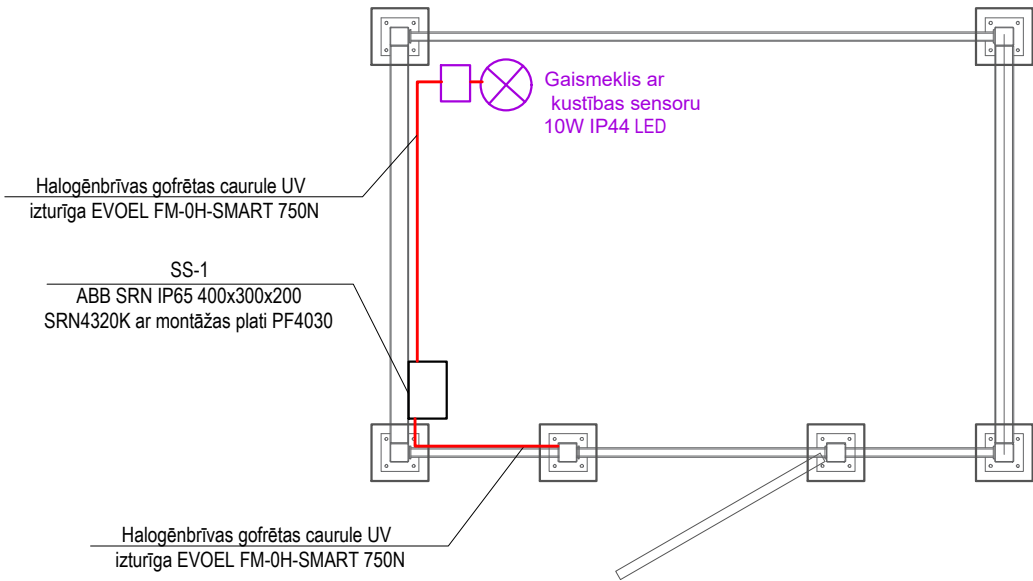 Gaismeklis ar
kustības sensoru
10W IP44 LED
Halogēnbrīvas gofrētas caurule UV
izturīga EVOEL FM-0H-SMART 750N
SS-1
ABB SRN IP65 400x300x200
SRN4320K ar montāžas plati PF4030
Halogēnbrīvas gofrētas caurule UV
izturīga EVOEL FM-0H-SMART 750N